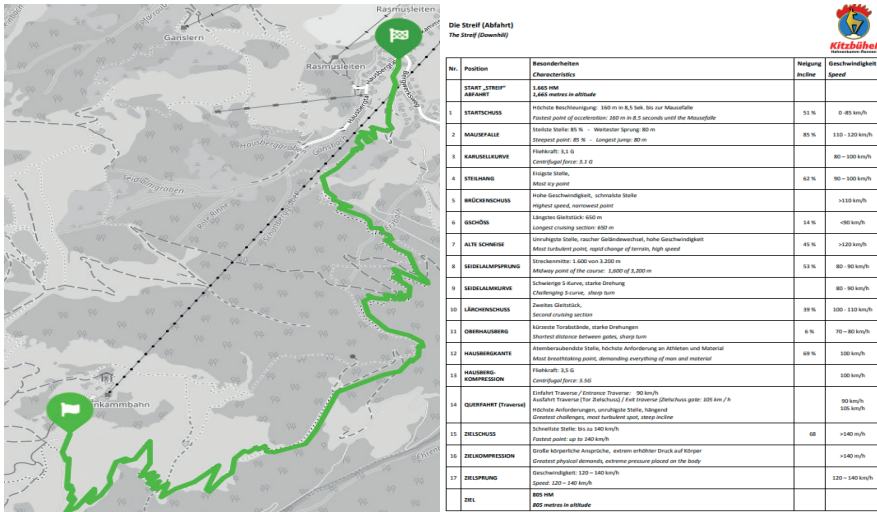 Rasmusleiten
Ganslern
Rasmusleiten
Hausbergtal
Die Streif (Abfahrt)
The Streif (Downhill)
Kitzbühel
Hahnenkamm-Rennen
Nr. Position Besonderheiten Neigung Geschwindigkeit
Characteristics Incline Speed
START „STREIF" 1.665 HM
ABFAHRT 1,665 metres in altitude
1 STARTSCHUSS Höchste Beschleunigung: 160 m in 8,5 Sek. bis zur Mausefalle 51 % 0 -85 km/h
Fastest point of acceleration: 160 m in 8.5 seconds until the Mausefalle
2 MAUSEFALLE Steilste Stelle: 85 % - Weitester Sprung: 80 m 85 % 110 - 120 km/h
Steepest point: 85 % - Longest jump: 80 m
3 KARUSELLKURVE Fliehkraft: 3,1 G 80 – 100 km/h
Centrifugal force: 3.1 G
4 STEILHANG Eisigste Stelle, 62 % 90 – 100 km/h
Most icy point
5 BRÜCKENSCHUSS Hohe Geschwindigkeit, schmalste Stelle >110 km/h
Highest speed, narrowest point
6 GSCHÖSS Längstes Gleitstück: 650 m 14 % <90 km/h
Longest cruising section: 650 m
7 ALTE SCHNEISE Unruhigste Stelle, rascher Geländewechsel, hohe Geschwindigkeit 45 % >120 km/h
Most turbulent point, rapid change of terrain, high speed
8 SEIDELALMPSPRUNG Streckenmitte: 1.600 von 3.200 m 53 % 80 - 90 km/h
Midway point of the course: 1,600 of 3,200 m
9 SEIDELALMKURVE Schwierige S-Kurve, starke Drehung 80 - 90 km/h
Challenging S-curve, sharp turn
10 LÄRCHENSCHUSS Zweites Gleitstück, 39 % 100 - 110 km/h
Second cruising section
11 OBERHAUSBERG kürzeste Torabstände, starke Drehungen 6 % 70 – 80 km/h
Shortest distance between gates, sharp turn
12 HAUSBERGKANTE Atemberaubendste Stelle, höchste Anforderung an Athleten und Material 69 % 100 km/h
Most breathtaking point, demanding everything of man and material
13 HAUSBERG- Fliehkraft: 3,5 G 100 km/h
KOMPRESSION Centrifugal force: 3.5G
14 QUERFAHRT (Traverse) Einfahrt Traverse / Entrance Traverse: 90 km/h 90 km/h
Ausfahrt Traverse (Tor Zielschuss) / Exit traverse (Zielschuss gate: 105 km / h 105 km/h
Höchste Anforderungen, unruhigste Stelle, hängend
Greatest challenges, most turbulent spot, steep incline
15 ZIELSCHUSS Schnellste Stelle: bis zu 140 km/h 68 >140 m/h
Fastest point: up to 140 km/h
16 ZIELKOMPRESSION Große körperliche Ansprüche, extrem erhöhter Druck auf Körper >140 m/h
Greatest physical demands, extreme pressure placed on the body
17 ZIELSPRUNG Geschwindigkeit: 120 – 140 km/h 120 – 140 km/h
Speed: 120 – 140 km/h
ZIEL 805 HM
805 metres in altitude
Hausberggraben
Gänsbach
Seidlalmgraben
nkammbahn